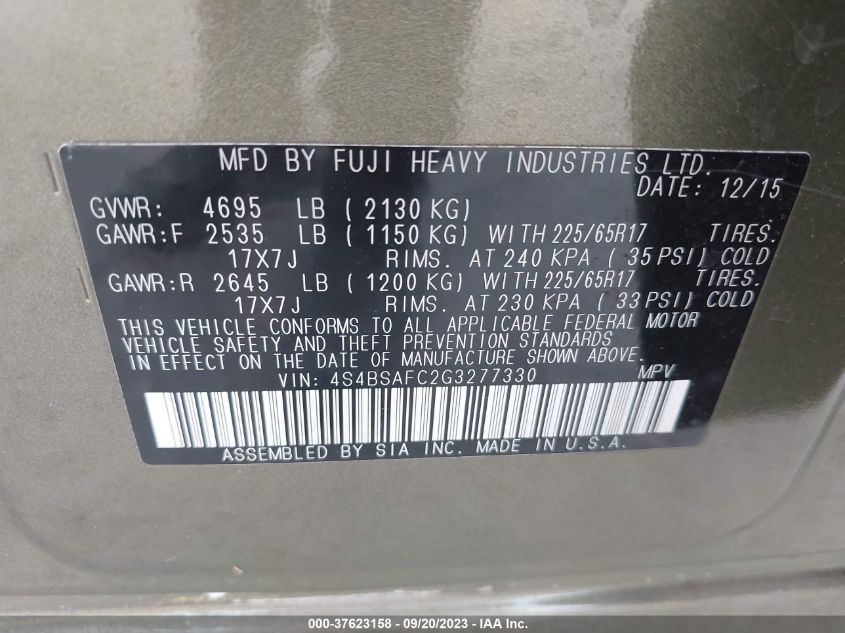 MFD BY FUJI HEAVY INDUSTRIES LTD.
DATE: 12/15
GVWR: 4695 LB ( 2130 KG)
GAWR:F 2535 LB ( 1150 KG) WITH 225/65R17 TIRES.
17X7J RIMS. AT 240 KPA ( 35 PSI) COLD
GAWR:R 2645 LB ( 1200 KG) WITH 225/65R17 TIRES.
17X7J RIMS. AT 230 KPA ( 33 PSI) COLD
THIS VEHICLE CONFORMS TO ALL APPLICABLE FEDERAL MOTOR
VEHICLE SAFETY AND THEFT PREVENTION STANDARDS
IN EFFECT ON THE DATE OF MANUFACTURE SHOWN ABOVE.
VIN: 4S4BSAFC2G3277330 MPV
ASSEMBLED BY SIA INC. MADE IN U.S.A.
000-37623158 - 09/20/2023 - IAA Inc.